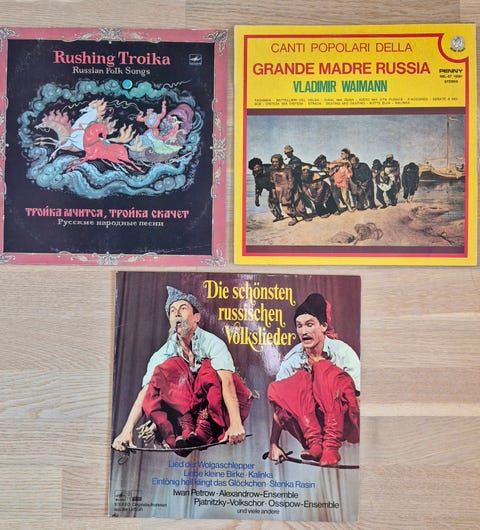 Rushing Troika
Russian Folk Songs
ТРОЙКА МЧИТСЯ, ТРОЙКА СКАЧЕТ
Русские народные песни
CANTI POPOLARI DELLA
GRANDE MADRE RUSSIA
VLADIMIR WAIMANN
PENNY
STEREO
Die schönsten
russischen
Volkslieder
Lied der Wolgaschlepper
Linde kleine Birke · Kalinka
Eintönig hell klingt das Glöckchen · Stenka Rasin
Iwan Petrow · Alexandrow-Ensemble
Pjatnitzky-Volkschor · Ossipow-Ensemble
und viele andere